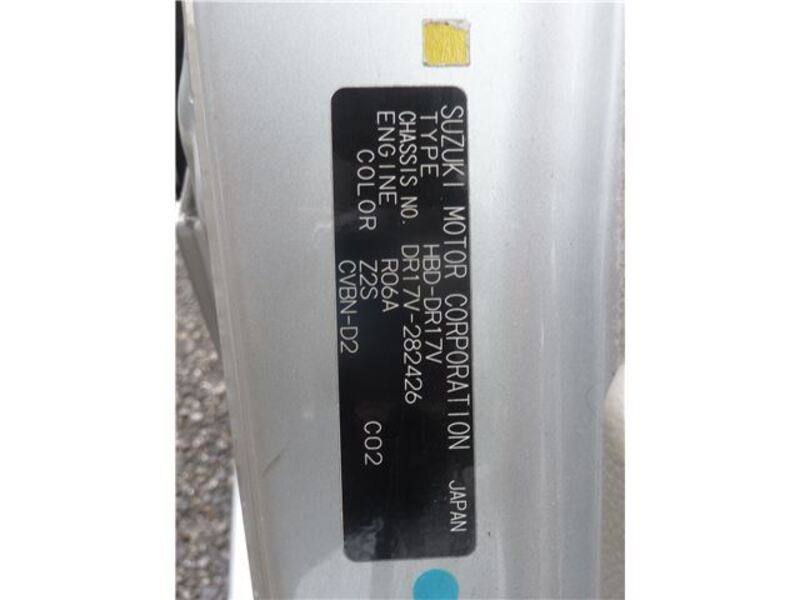 SUZUKI MOTOR CORPORATION JAPAN
TYPE HBD-DR17V
CHASSIS NO. DR17V-282426
ENGINE R06A
COLOR Z2S C02
CVBN-D2